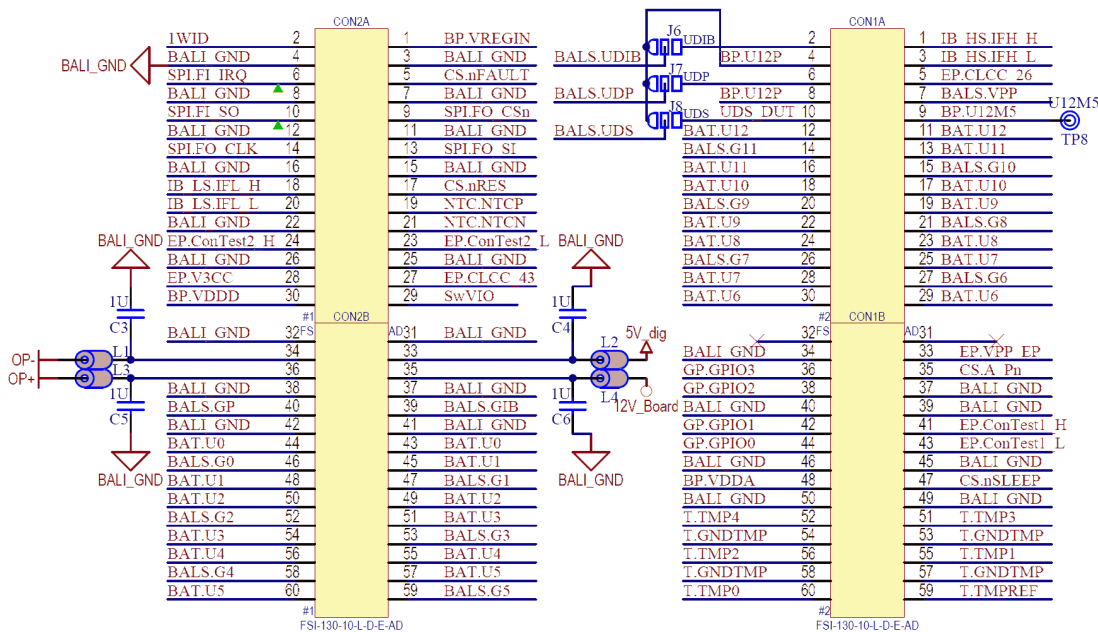 CON2A CON1A
1WID 2 1 BP.VREGIN
BALI_GND 4 3 BALI_GND
SPI.FI_IRQ 6 5 CS.nFAULT
BALI_GND 8 7 BALI_GND
SPI.FI_SO 10 9 SPI.FO_CSn
BALI_GND 12 11 BALI_GND
SPI.FO_CLK 14 13 SPI.FO_SI
BALI_GND 16 15 BALI_GND
IB_LS.IFL_H 18 17 CS.nRES
IB_LS.IFL_L 20 19 NTC.NTCP
BALI_GND 22 21 NTC.NTCN
EP.ConTest2_H 24 23 EP.ConTest2_L
BALI_GND 26 25 BALI_GND
EP.V3CC 28 27 EP.CLCC_43
BP.VDDD 30 29 SwVIO
#1
CON2B
BALI_GND 32 FS AD 31 BALI_GND
34 33
36 35
BALI_GND 38 37 BALI_GND
BALS.GP 40 39 BALS.GIB
BALI_GND 42 41 BALI_GND
BAT.U0 44 43 BAT.U0
BALS.G0 46 45 BAT.U1
BAT.U1 48 47 BALS.G1
BAT.U2 50 49 BAT.U2
BALS.G2 52 51 BAT.U3
BAT.U3 54 53 BALS.G3
BAT.U4 56 55 BAT.U4
BALS.G4 58 57 BAT.U5
BAT.U5 60 59 BALS.G5
#1
FSI-130-10-L-D-E-AD
BALI_GND
BALI_GND
1U
C3
OP-
L1
OP+
L3
1U
C5
BALI_GND
BALI_GND
1U
C4
L2
5V_dig
L4
12V_Board
1U
C6
BALI_GND
J6
UDIB
BALS.UDIB
J7
UDP
BALS.UDP
J8
UDS
BALS.UDS
2 1 IB_HS.IFH_H
BP.U12P 4 3 IB_HS.IFH_L
6 5 EP.CLCC_26
BP.U12P 8 7 BALS.VPP
UDS_DUT 10 9 BP.U12M5
U12M5
TP8
BAT.U12 12 11 BAT.U12
BALS.G11 14 13 BAT.U11
BAT.U11 16 15 BALS.G10
BAT.U10 18 17 BAT.U10
BALS.G9 20 19 BAT.U9
BAT.U9 22 21 BALS.G8
BAT.U8 24 23 BAT.U8
BALS.G7 26 25 BAT.U7
BAT.U7 28 27 BALS.G6
BAT.U6 30 29 BAT.U6
#2
CON1B
32 FS AD 31
BALI_GND 34 33 EP.VPP_EP
GP.GPIO3 36 35 CS.A_Pn
GP.GPIO2 38 37 BALI_GND
BALI_GND 40 39 BALI_GND
GP.GPIO1 42 41 EP.ConTest1_H
GP.GPIO0 44 43 EP.ConTest1_L
BALI_GND 46 45 BALI_GND
BP.VDDA 48 47 CS.nSLEEP
BALI_GND 50 49 BALI_GND
T.TMP4 52 51 T.TMP3
T.GNDTMP 54 53 T.GNDTMP
T.TMP2 56 55 T.TMP1
T.GNDTMP 58 57 T.GNDTMP
T.TMP0 60 59 T.TMPREF
#2
FSI-130-10-L-D-E-AD